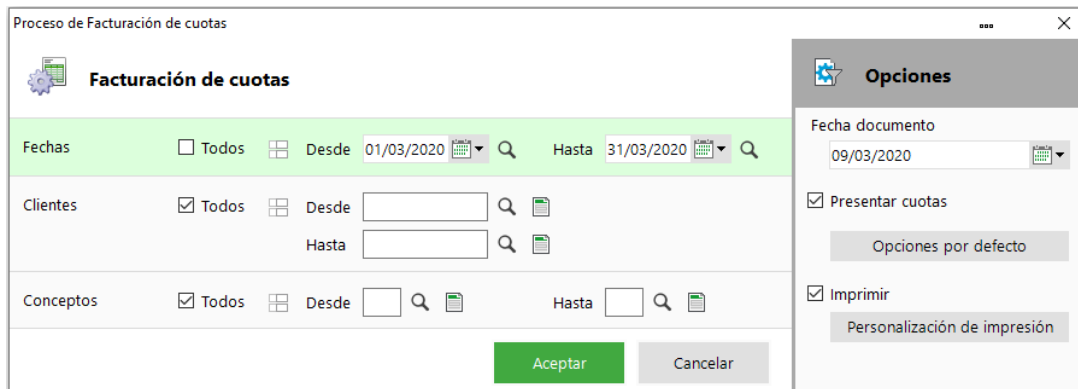 Proceso de Facturación de cuotas
Facturación de cuotas
Fechas Todos Desde 01/03/2020 Hasta 31/03/2020
Clientes Todos Desde
Hasta
Conceptos Todos Desde Hasta
Aceptar Cancelar
Opciones
Fecha documento
09/03/2020
Presentar cuotas
Opciones por defecto
Imprimir
Personalización de impresión